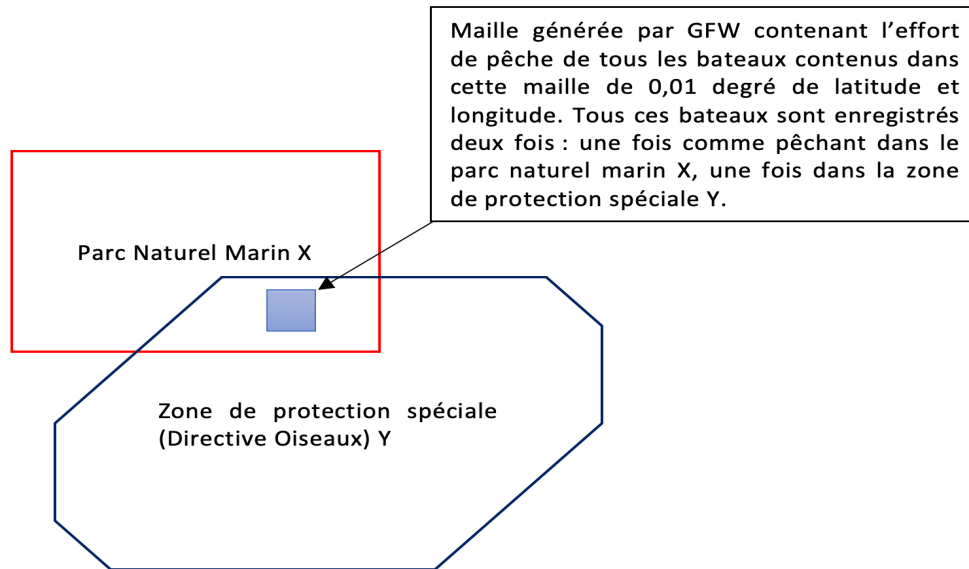 Maille générée par GFW contenant l’effort
de pêche de tous les bateaux contenus dans
cette maille de 0,01 degré de latitude et
longitude. Tous ces bateaux sont enregistrés
deux fois : une fois comme pêchant dans le
parc naturel marin X, une fois dans la zone
de protection spéciale Y.
Parc Naturel Marin X
Zone de protection spéciale
(Directive Oiseaux) Y